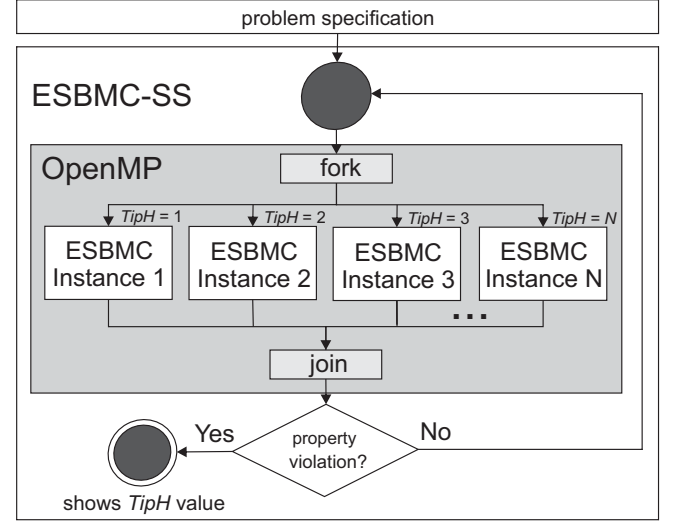 problem specification
ESBMC-SS
OpenMP
fork
TipH = 1
TipH = 2
TipH = 3
TipH = N
ESBMC
Instance 1
ESBMC
Instance 2
ESBMC
Instance 3
ESBMC
Instance N
...
join
property
violation?
Yes
No
shows TipH value